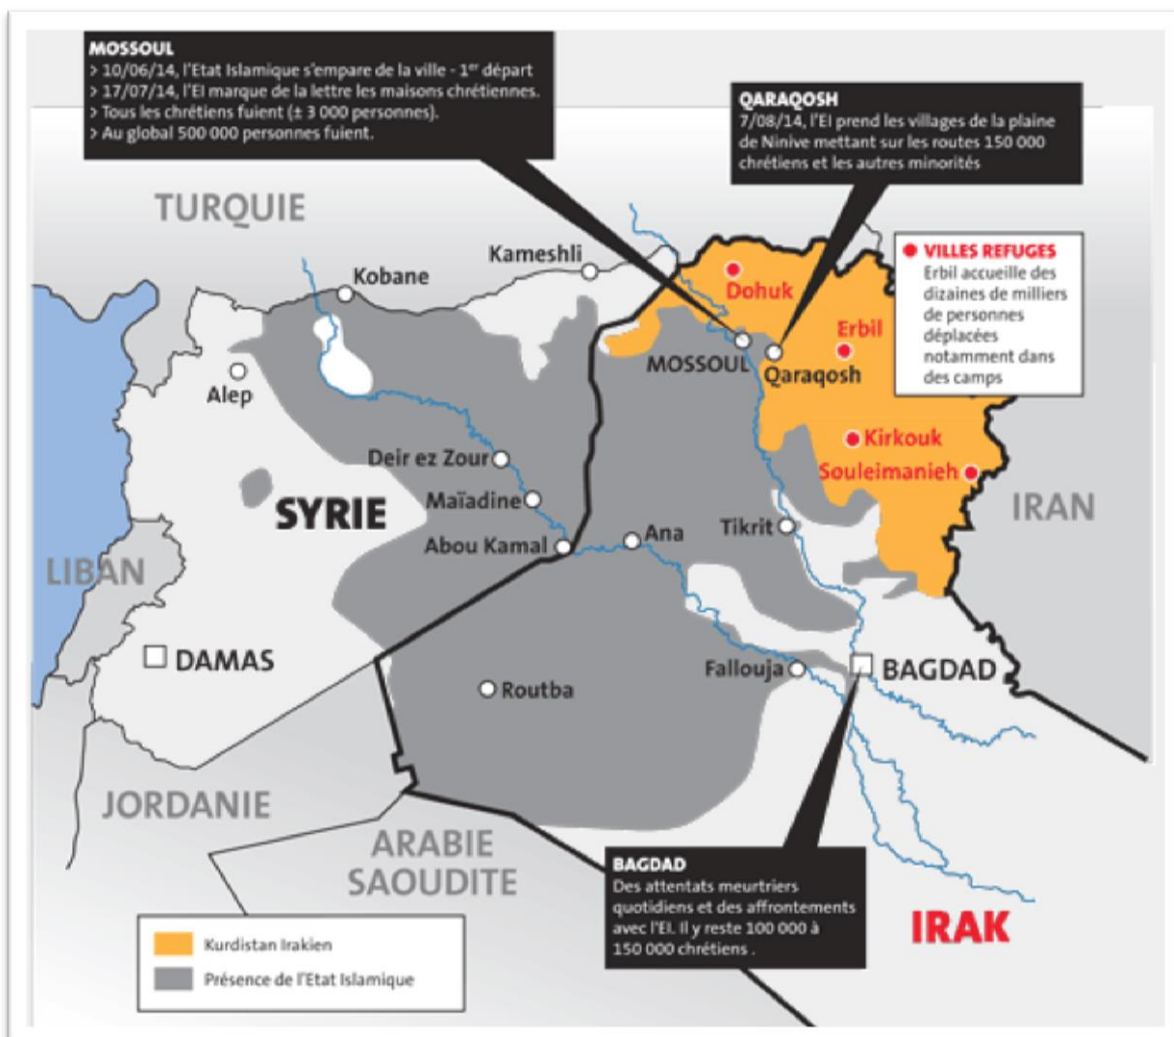 MOSSOUL
> 10/06/14, l'Etat Islamique s'empare de la ville - 1er départ
> 17/07/14, l'EI marque de la lettre les maisons chrétiennes.
> Tous les chrétiens fuient (± 3 000 personnes).
> Au global 500 000 personnes fuient.
QARAQOSH
7/08/14, l'EI prend les villages de la plaine
de Ninive mettant sur les routes 150 000
chrétiens et les autres minorités
TURQUIE
VILLES REFUGES
Erbil accueille des
dizaines de milliers
de personnes
déplacées
notamment dans
des camps
Kameshli
Kobane
Dohuk
Erbil
MOSSOUL
Qaraqosh
Alep
Kirkouk
Deir ez Zour
Souleimanieh
Maïadine
SYRIE
IRAN
Tikrit
Ana
Abou Kamal
LIBAN
DAMAS
Fallouja
BAGDAD
Routba
JORDANIE
ARABIE
SAOUDITE
BAGDAD
Des attentats meurtriers
quotidiens et des affrontements
avec l'EI. Il y reste 100 000 à
150 000 chrétiens .
IRAK
Kurdistan Irakien
Présence de l'Etat Islamique